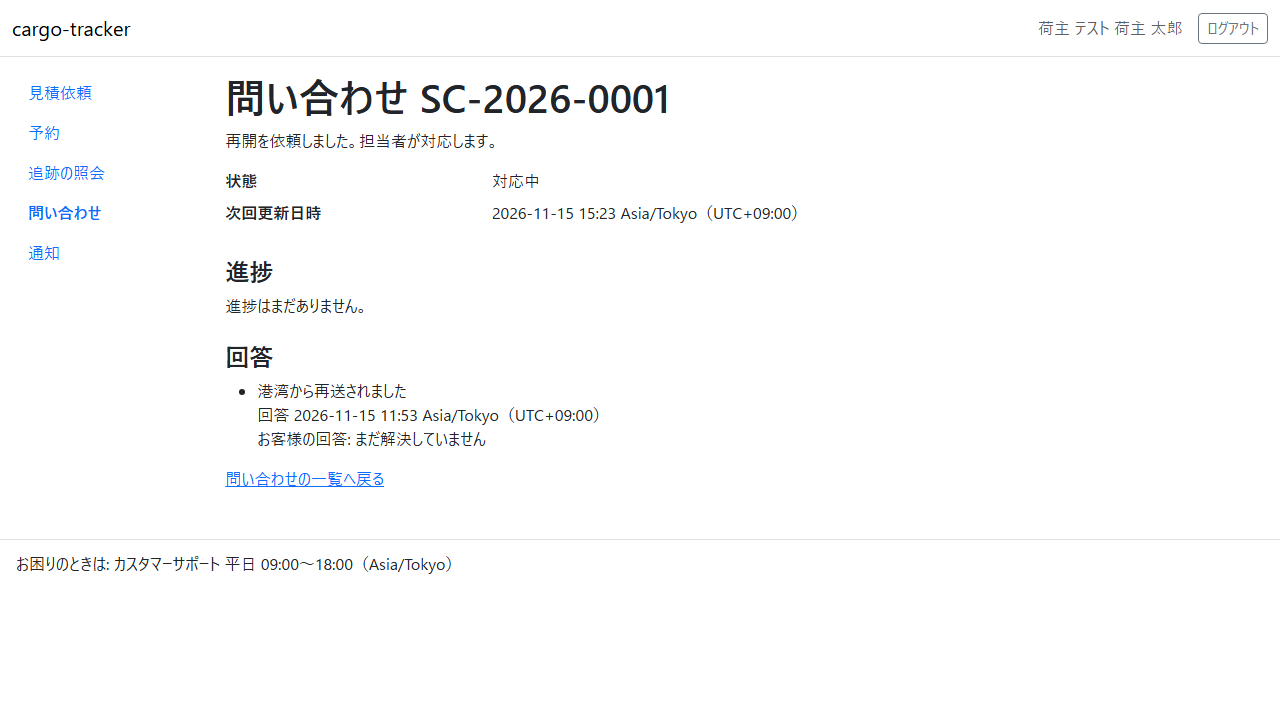 cargo-tracker
荷主 テスト 荷主 太郎
ログアウト
見積依頼
予約
追跡の照会
問い合わせ
通知
問い合わせ SC-2026-0001
再開を依頼しました。担当者が対応します。
状態 対応中
次回更新日時 2026-11-15 15:23 Asia/Tokyo（UTC+09:00）
進捗
進捗はまだありません。
回答
港湾から再送されました
回答 2026-11-15 11:53 Asia/Tokyo（UTC+09:00）
お客様の回答: まだ解決していません
問い合わせの一覧へ戻る
お困りのときは: カスタマーサポート 平日 09:00～18:00（Asia/Tokyo）